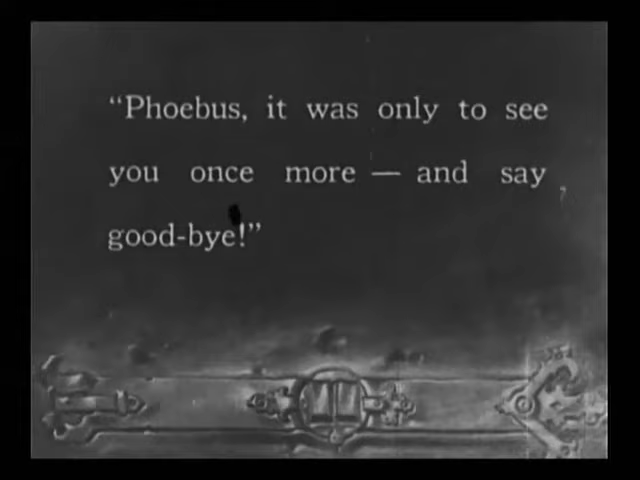 “Phoebus, it was only to see
you once more — and say
good-bye!”